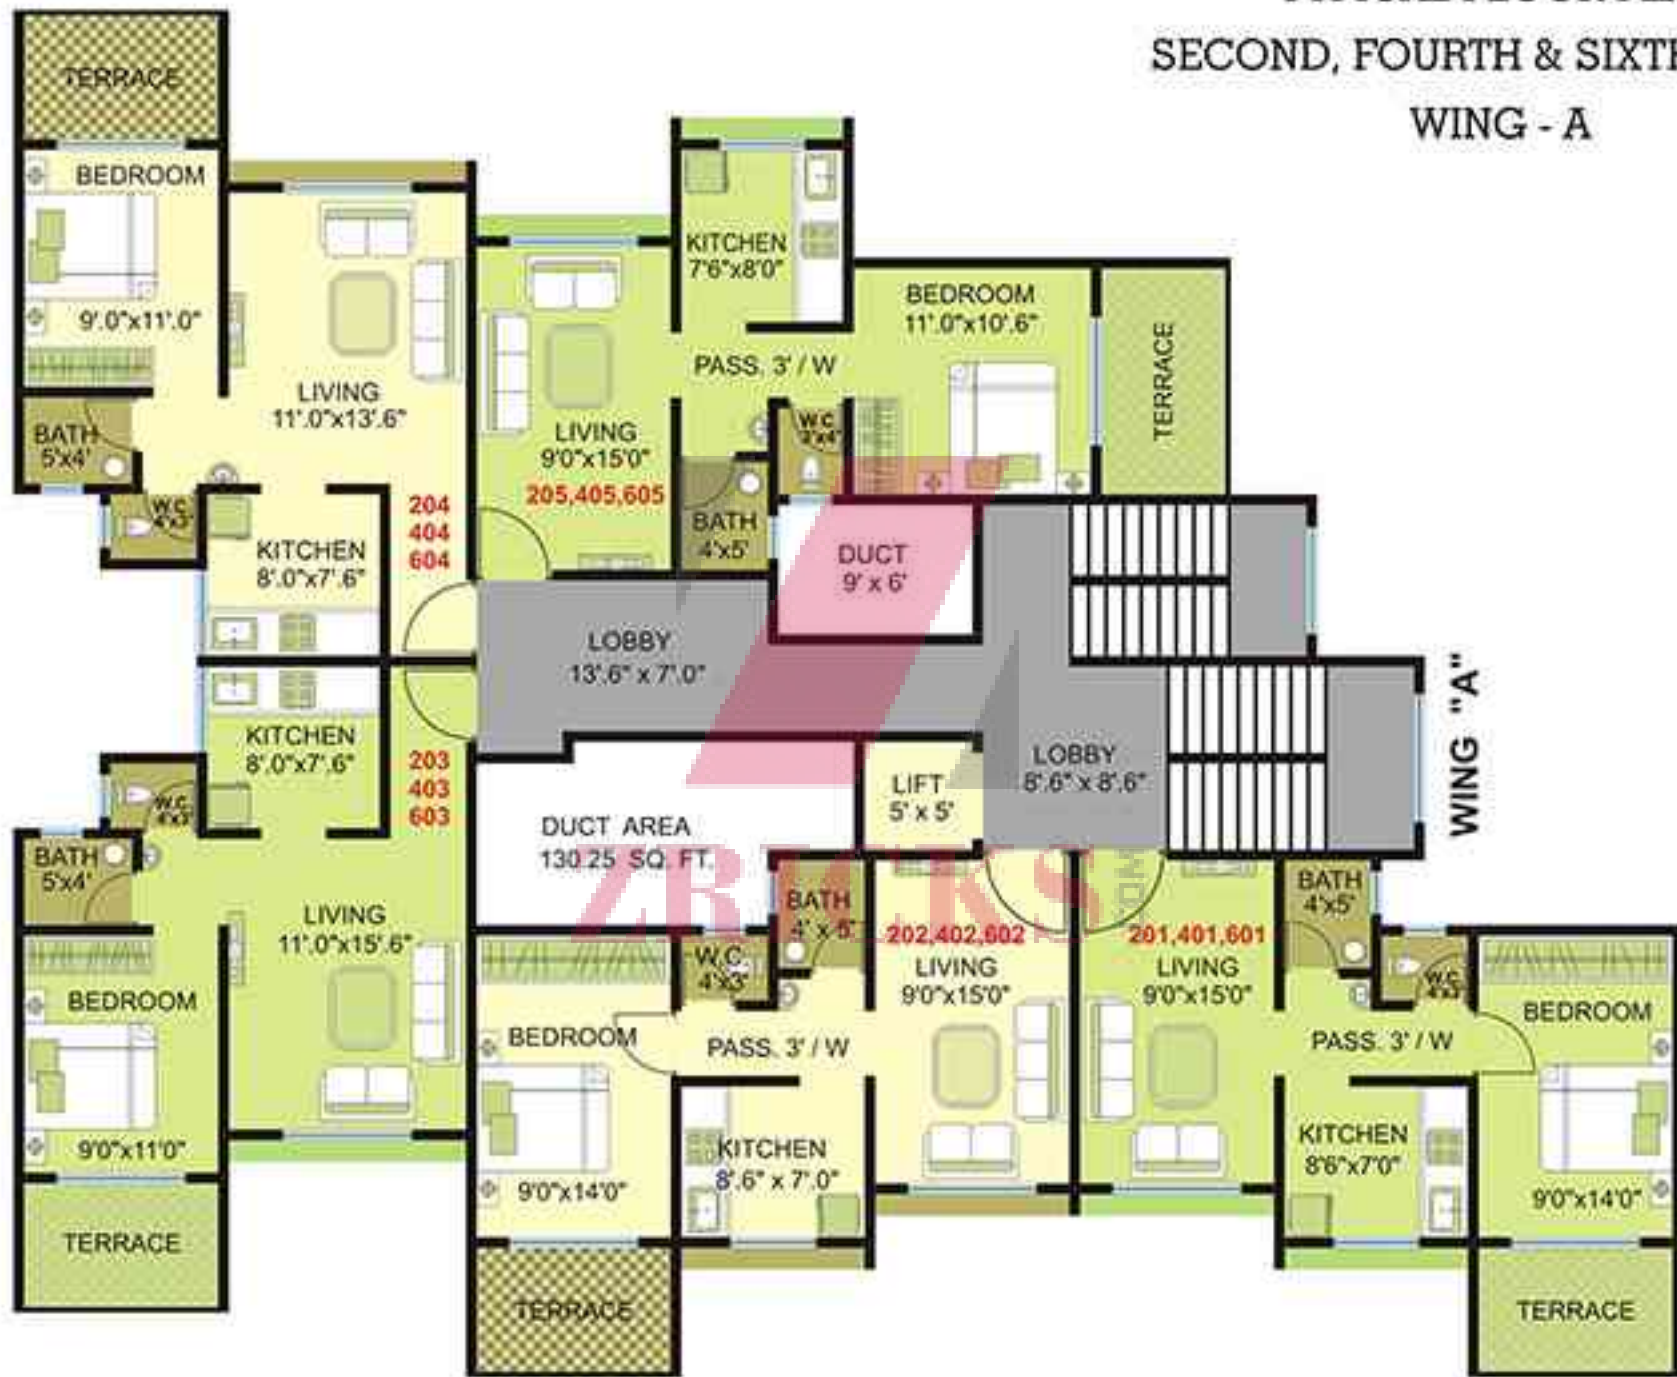 SECOND, FOURTH & SIXTH
WING - A
TERRACE
BEDROOM
9'.0"x11'.0"
LIVING
11'.0"x13'.6"
BATH
5'x4'
W.C
4'x3'
KITCHEN
8'.0"x7'.6"
204
404
604
LIVING
9'0"x15'0"
205,405,605
KITCHEN
7'6"x8'0"
PASS. 3' / W
BEDROOM
11'.0"x10'.6"
TERRACE
W.C
3'x4'
BATH
4'x5'
DUCT
9' x 6'
LOBBY
13'.6" x 7'.0"
KITCHEN
8'.0"x7'.6"
203
403
603
W.C
4'x3'
BATH
5'x4'
LIVING
11'.0"x15'.6"
BEDROOM
9'0"x11'0"
TERRACE
DUCT AREA
130.25 SQ. FT.
LIFT
5' x 5'
LOBBY
8'.6" x 8'.6"
WING "A"
ZRICKS
.COM
BATH
4' x 5'
W.C.
4'x3'
202,402,602
LIVING
9'0"x15'0"
BEDROOM
9'0"x14'0"
PASS. 3' / W
KITCHEN
8'.6" x 7'.0"
TERRACE
201,401,601
LIVING
9'0"x15'0"
BATH
4'x5'
W.C
4'x3'
PASS. 3' / W
BEDROOM
9'0"x14'0"
KITCHEN
8'6"x7'0"
TERRACE